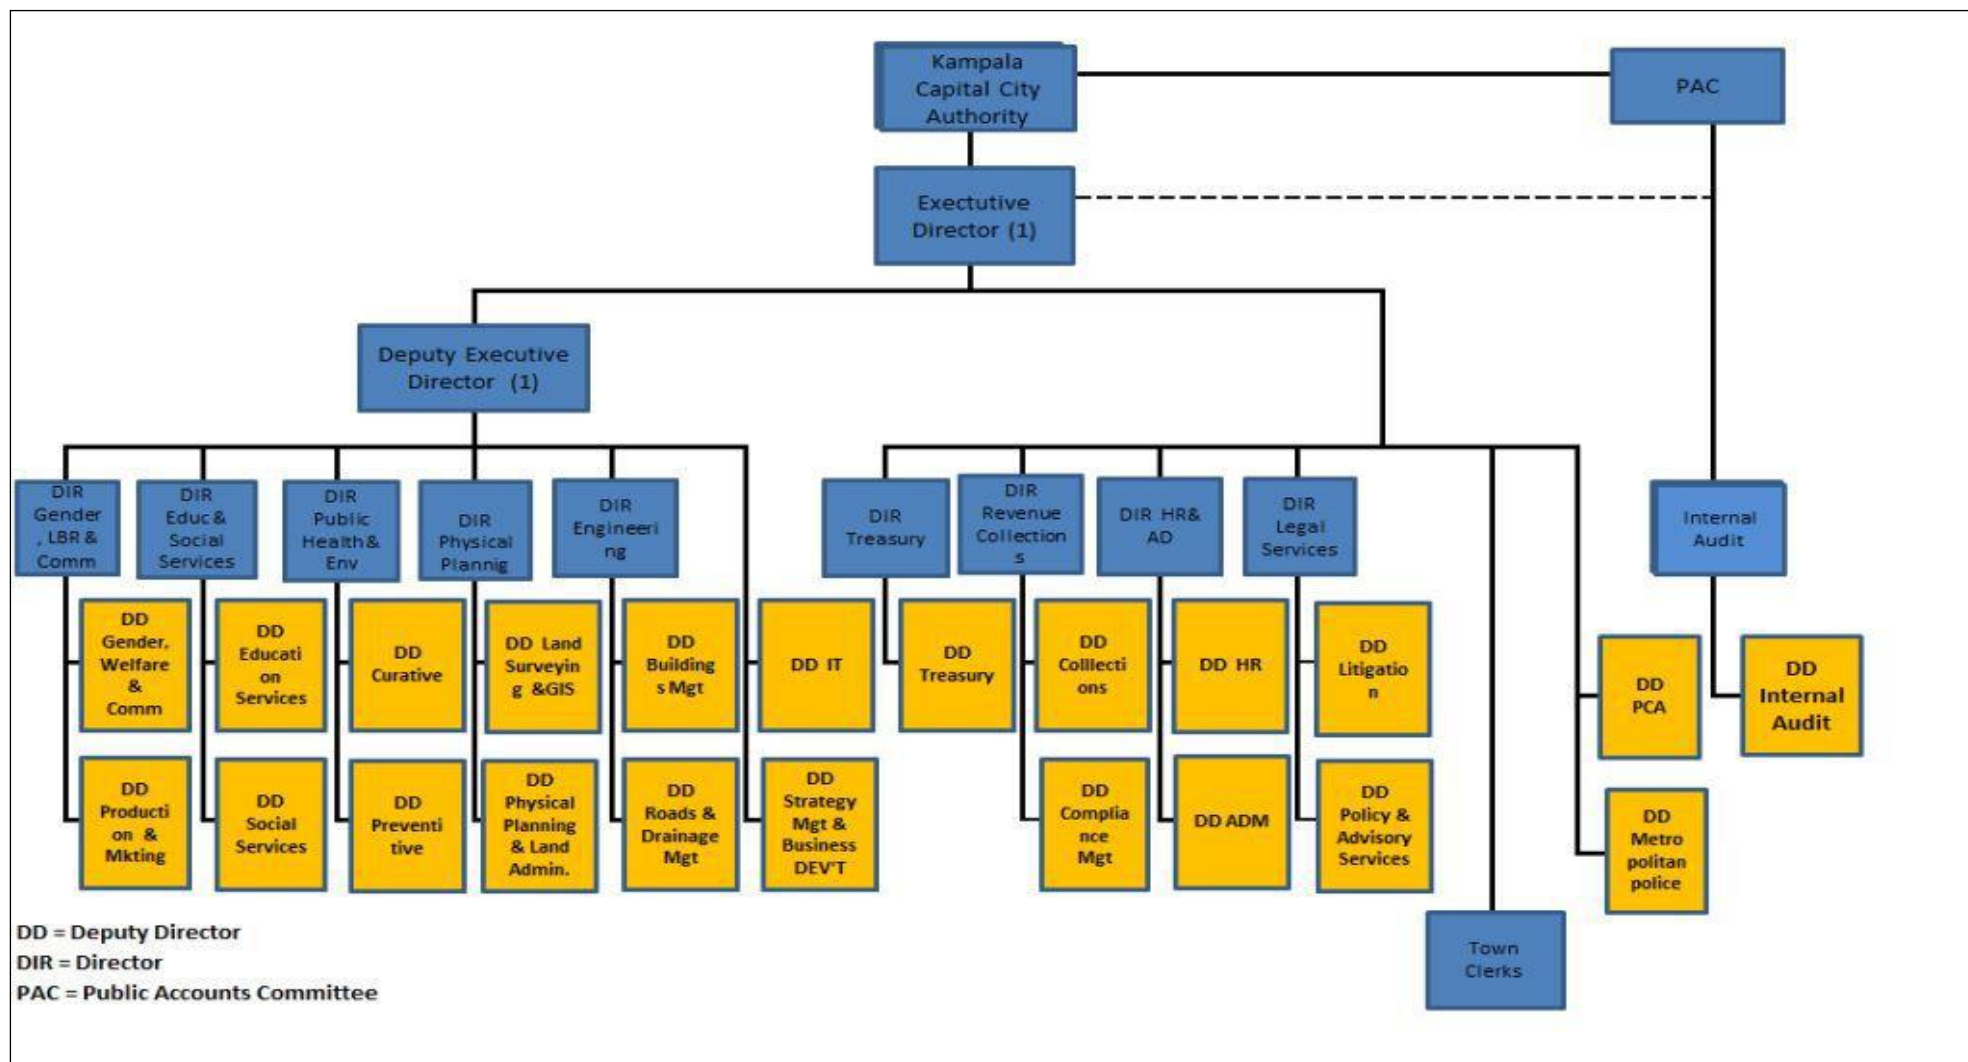 Kampala
Capital City
Authority
PAC
Exectutive
Director (1)
Deputy Executive
Director (1)
DIR
Gender
, LBR &
Comm
DIR
Educ &
Social
Services
DIR
Public
Health &
Env
DIR
Physical
Plannig
DIR
Engineeri
ng
DIR
Treasury
DIR
Revenue
Collection
s
DIR HR&
AD
DIR
Legal
Services
Internal
Audit
DD
Gender,
Welfare
&
Comm
DD
Educati
on
Services
DD
Curative
DD Land
Surveyin
g &GIS
DD
Building
s Mgt
DD IT
DD
Treasury
DD
Colllecti
ons
DD HR
DD
Litigatio
n
DD
PCA
DD
Internal
Audit
DD
Producti
on &
Mkting
DD
Social
Services
DD
Preventi
tive
DD
Physical
Planning
& Land
Admin.
DD
Roads &
Drainage
Mgt
DD
Strategy
Mgt &
Business
DEV'T
DD
Complia
nce
Mgt
DD ADM
DD
Policy &
Advisory
Services
DD
Metro
politan
police
Town
Clerks
DD = Deputy Director
DIR = Director
PAC = Public Accounts Committee